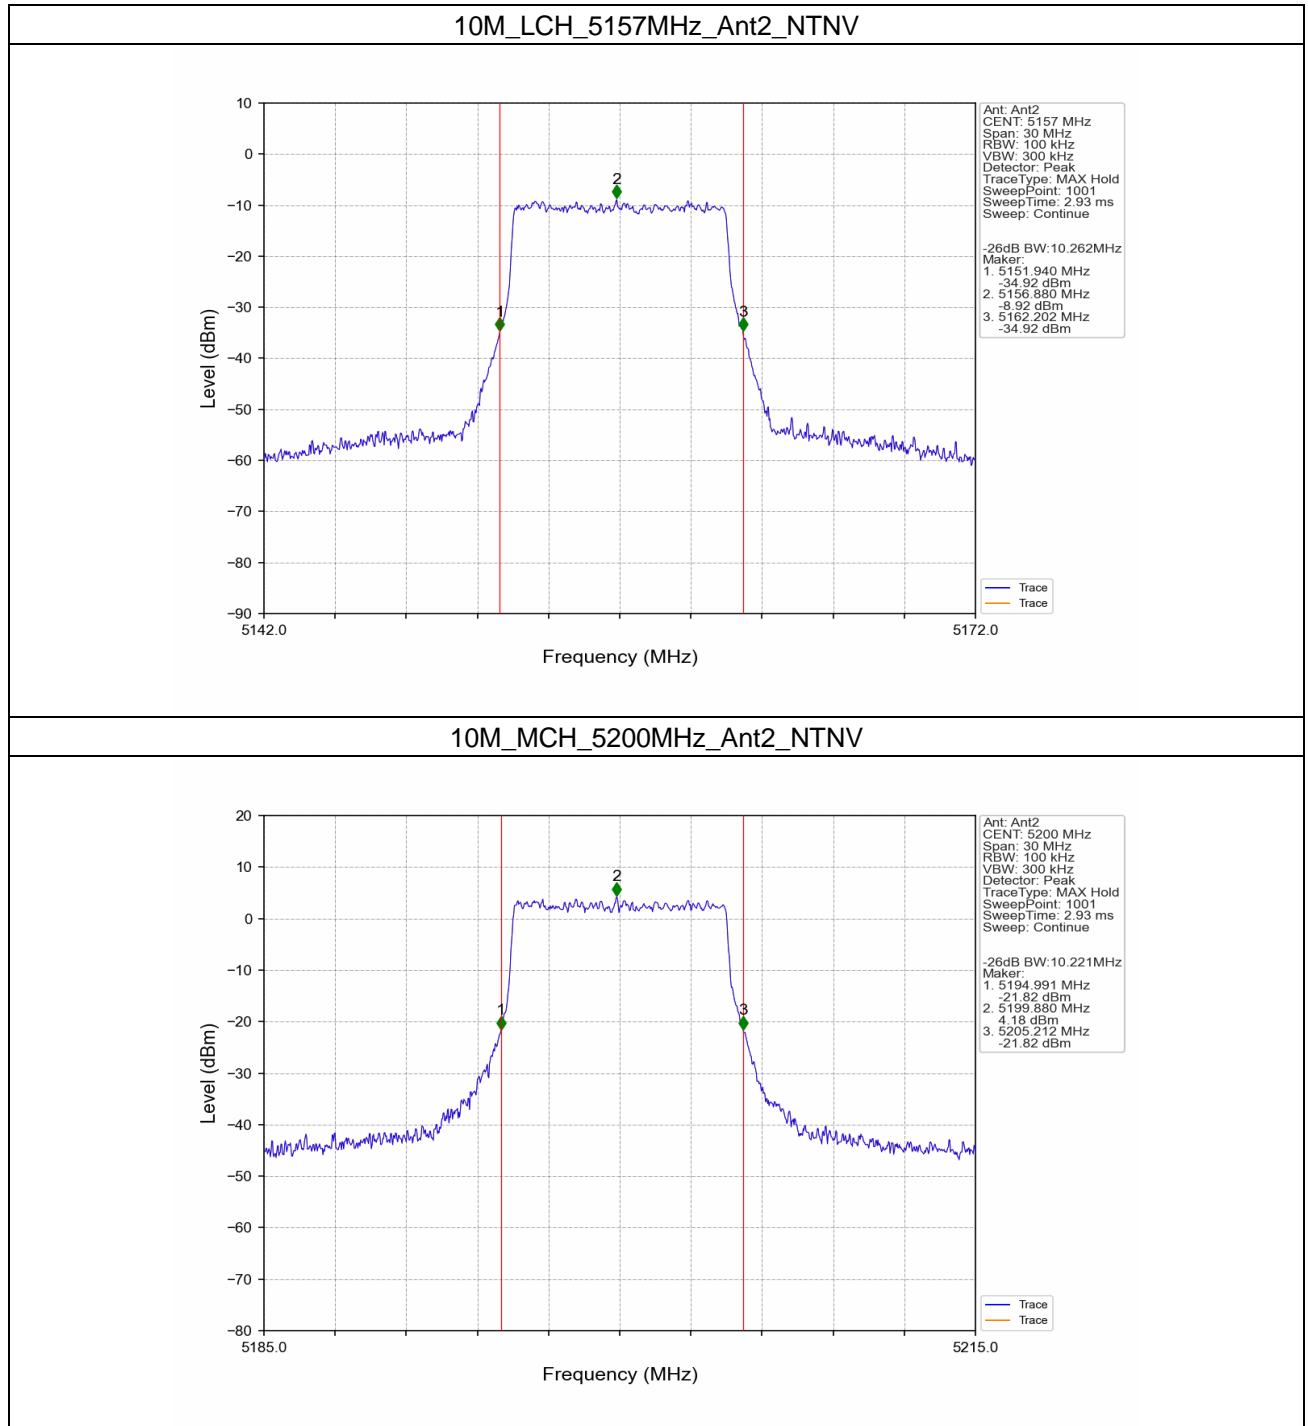 10M_LCH_5157MHz_Ant2_NTNV
10
0
−10
−20
−30
−40
−50
−60
−70
−80
−90
Level (dBm)
1
2
3
5142.0
5172.0
Frequency (MHz)
Ant: Ant2
CENT: 5157 MHz
Span: 30 MHz
RBW: 100 kHz
VBW: 300 kHz
Detector: Peak
TraceType: MAX Hold
SweepPoint: 1001
SweepTime: 2.93 ms
Sweep: Continue
-26dB BW:10.262MHz
Maker:
1. 5151.940 MHz
-34.92 dBm
2. 5156.880 MHz
-8.92 dBm
3. 5162.202 MHz
-34.92 dBm
Trace
Trace
10M_MCH_5200MHz_Ant2_NTNV
20
10
0
−10
−20
−30
−40
−50
−60
−70
−80
Level (dBm)
1
2
3
5185.0
5215.0
Frequency (MHz)
Ant: Ant2
CENT: 5200 MHz
Span: 30 MHz
RBW: 100 kHz
VBW: 300 kHz
Detector: Peak
TraceType: MAX Hold
SweepPoint: 1001
SweepTime: 2.93 ms
Sweep: Continue
-26dB BW:10.221MHz
Maker:
1. 5194.991 MHz
-21.82 dBm
2. 5199.880 MHz
4.18 dBm
3. 5205.212 MHz
-21.82 dBm
Trace
Trace